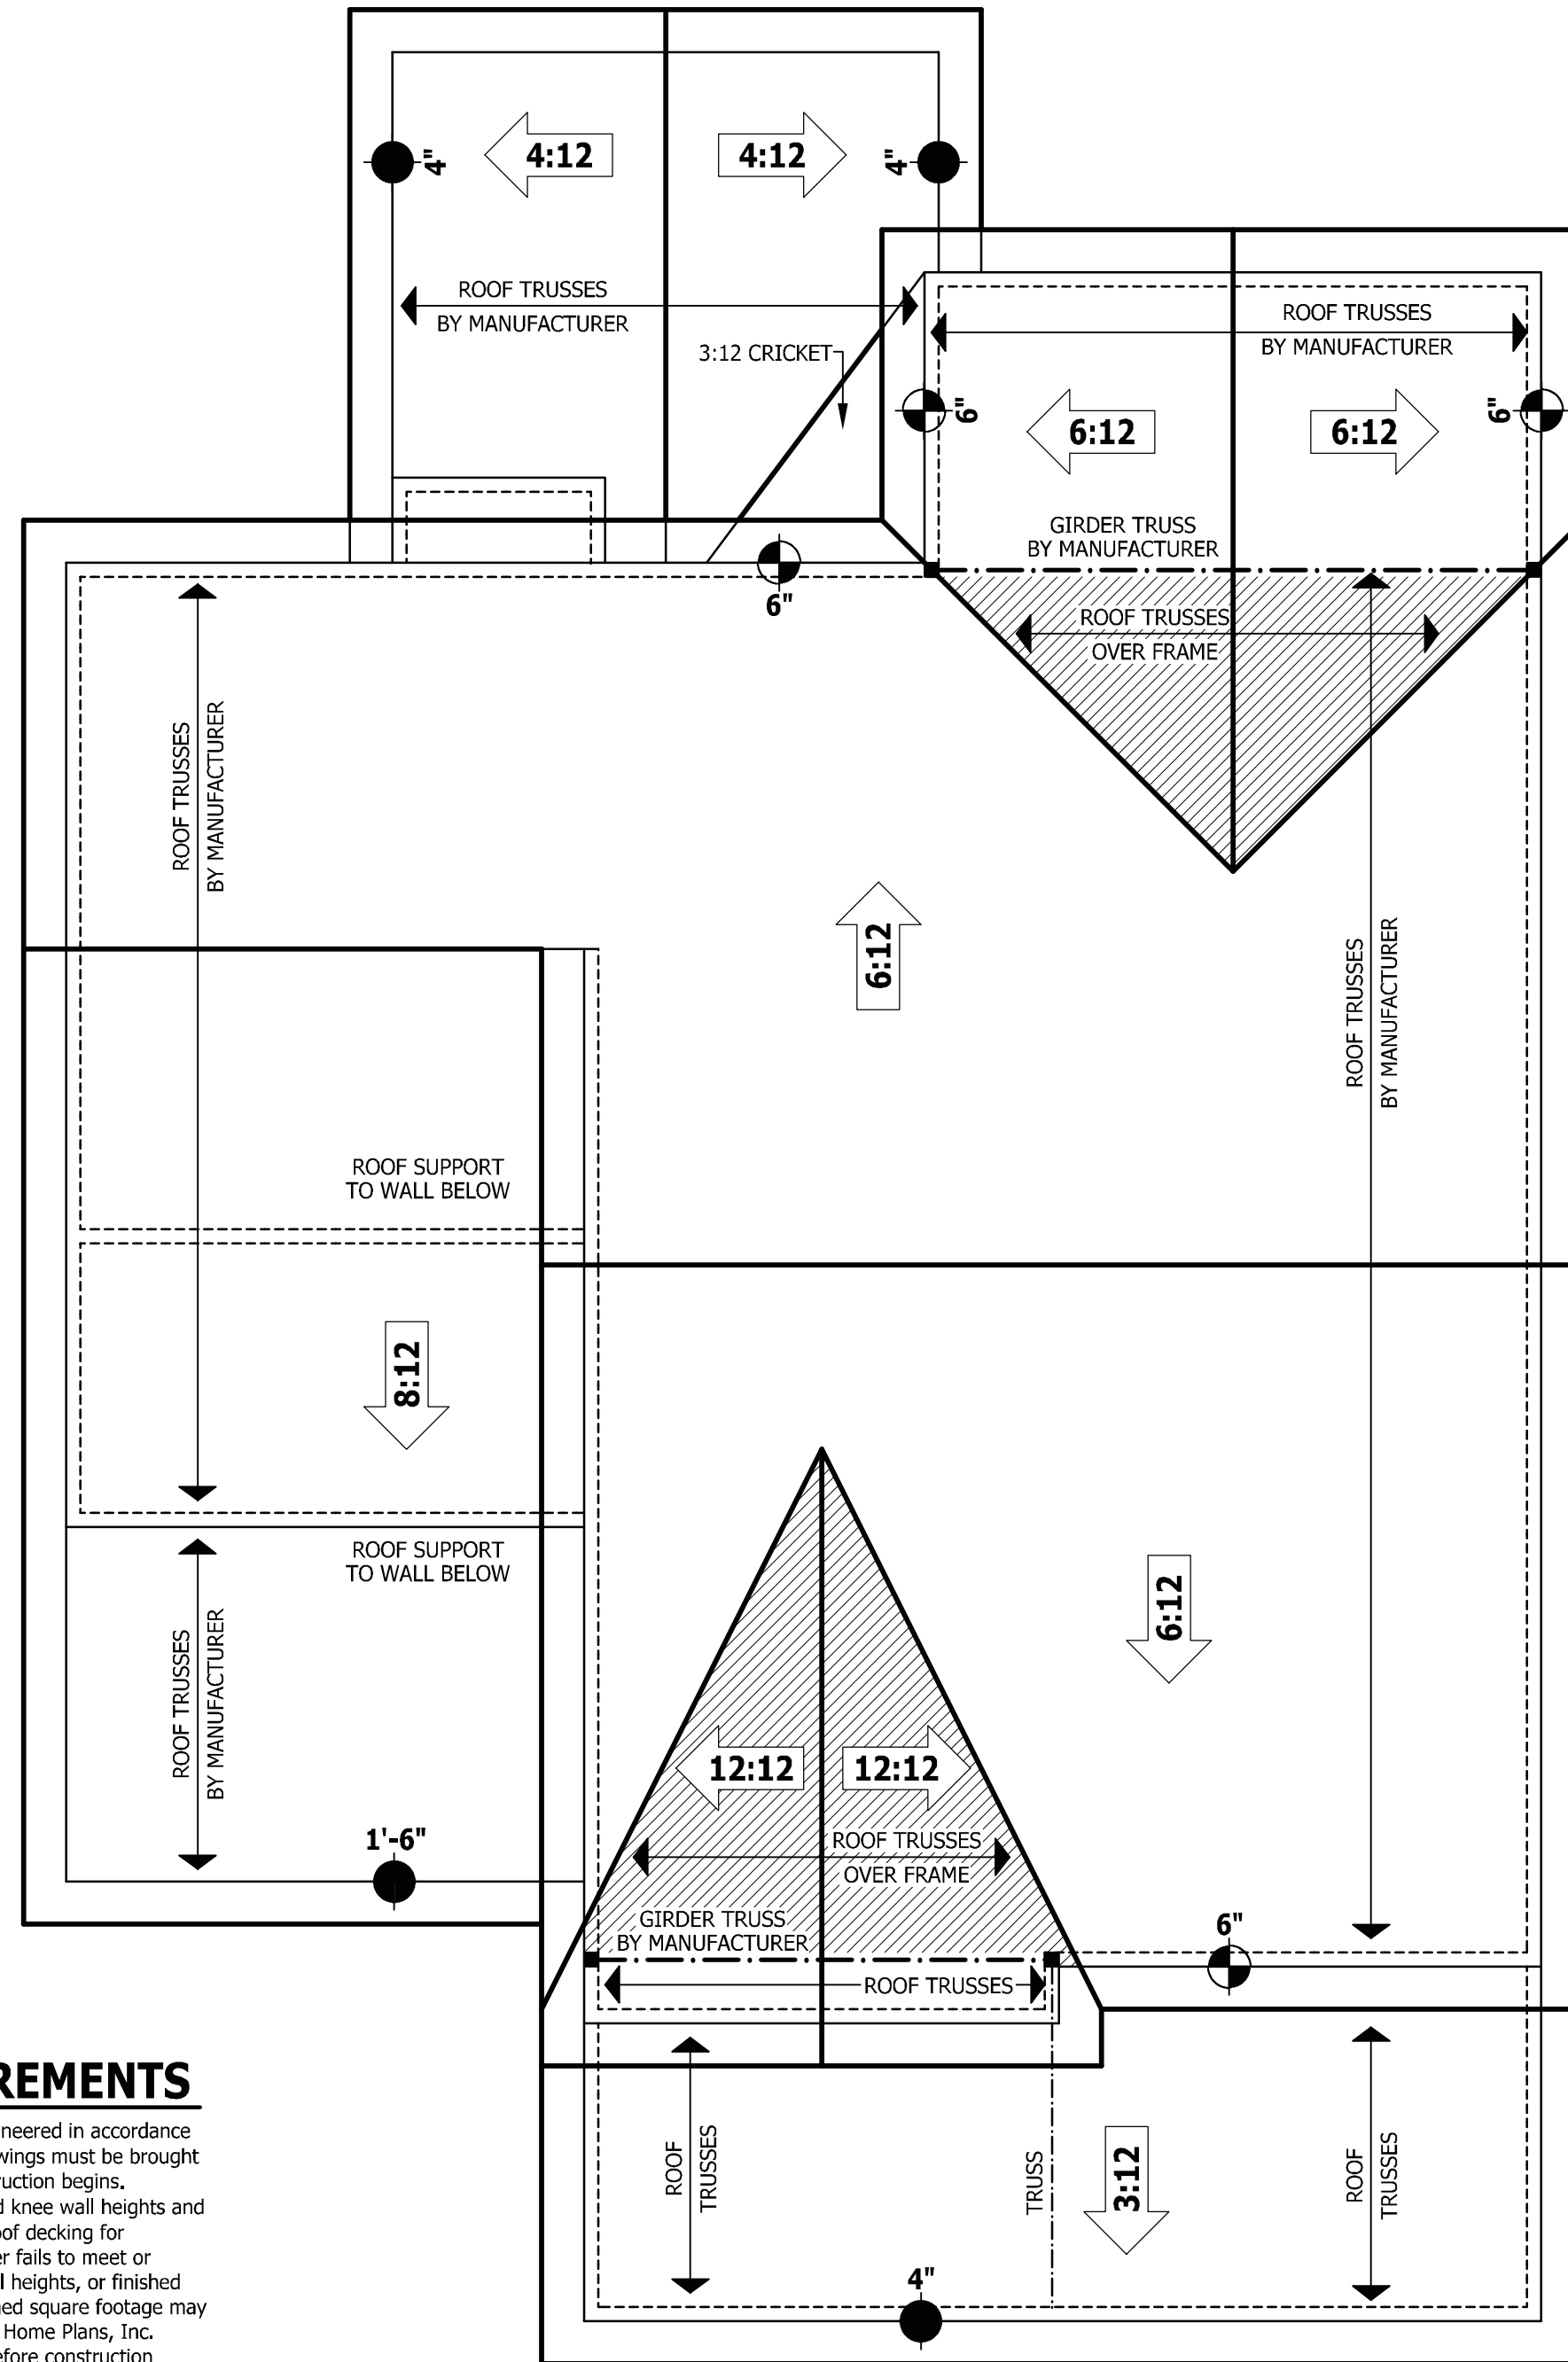 4"
4:12
4:12
4"
ROOF TRUSSES
BY MANUFACTURER
ROOF TRUSSES
BY MANUFACTURER
3:12 CRICKET
6"
6"
6:12
6:12
GIRDER TRUSS
BY MANUFACTURER
6"
ROOF TRUSSES
OVER FRAME
ROOF TRUSSES
BY MANUFACTURER
6:12
ROOF TRUSSES
BY MANUFACTURER
ROOF SUPPORT
TO WALL BELOW
8:12
ROOF SUPPORT
TO WALL BELOW
ROOF TRUSSES
BY MANUFACTURER
6:12
12:12
12:12
1'-6"
ROOF TRUSSES
OVER FRAME
GIRDER TRUSS
BY MANUFACTURER
6"
ROOF TRUSSES
ROOF
TRUSSES
TRUSS
3:12
ROOF
TRUSSES
4"
REMENTS
neered in accordance
wings must be brought
ruction begins.
d knee wall heights and
oof decking for
er fails to meet or
l heights, or finished
ned square footage may
Home Plans, Inc.
efore construction